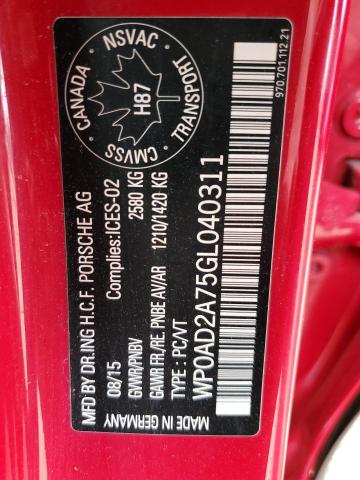 NSVAC
CANADA
TRANSPORT
CMVSS
H87
970.701.112.21
MFD BY DR.ING H.C.F. PORSCHE AG
08/15 Complies:ICES-02
GVWR/PNBV 2680 KG
GAWR FR./RE. PNBE AV/AR 1210/1420 KG
TYPE : PC/VT
WP0AD2A75GL040311
MADE IN GERMANY